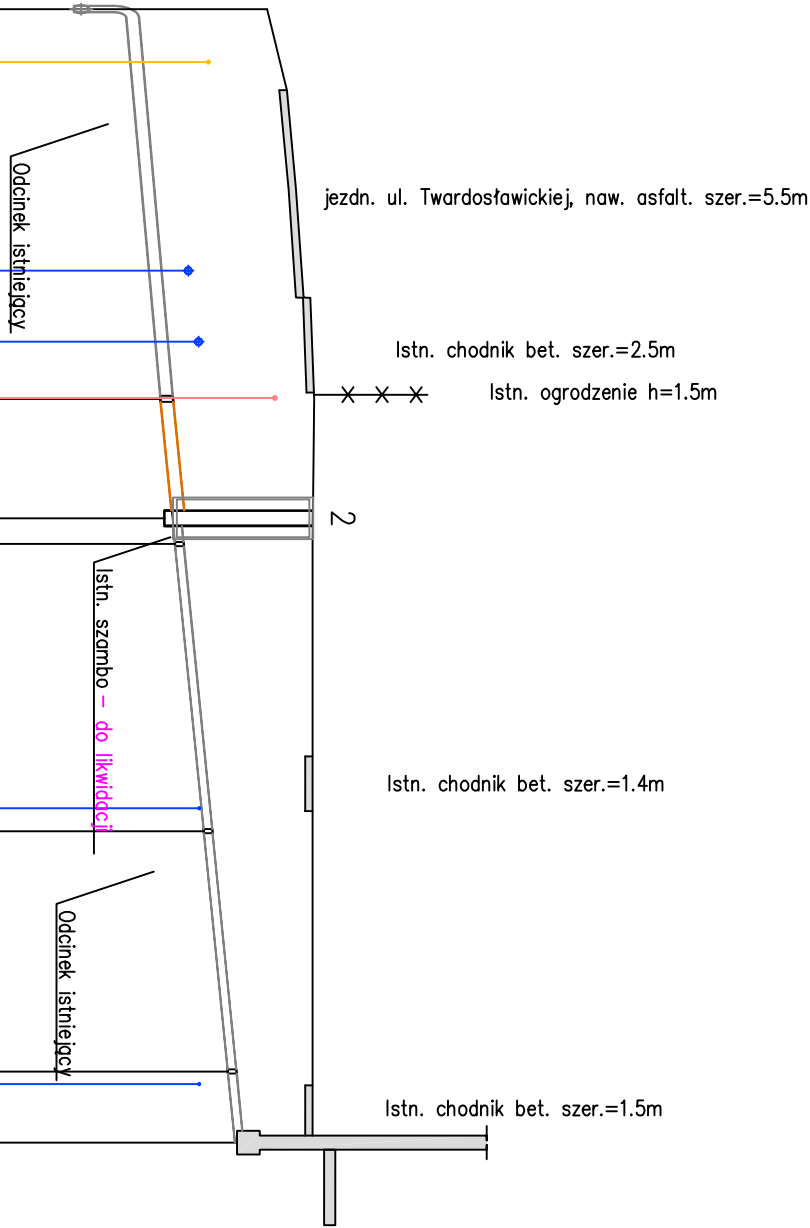 jezdn. ul. Twardosławickiej, naw. asfalt. szer.=5.5m
Odcinek istniejący
Istn. chodnik bet. szer.=2.5m
Istn. ogrodzenie h=1.5m
2
Istn. szambo – do likwidacji
Istn. chodnik bet. szer.=1.4m
Odcinek istniejący
Istn. chodnik bet. szer.=1.5m